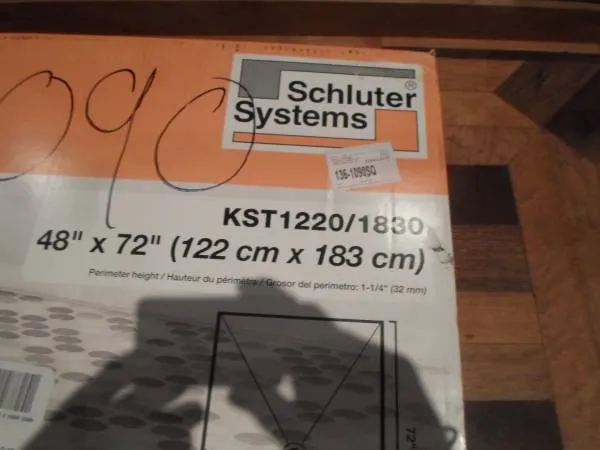 090
Schluter®
Systems
136-1090SQ
KST1220/1830
48" x 72" (122 cm x 183 cm)
Perimeter height / Hauteur du périmètre / Grosor del perimetro: 1-1/4" (32 mm)
72"